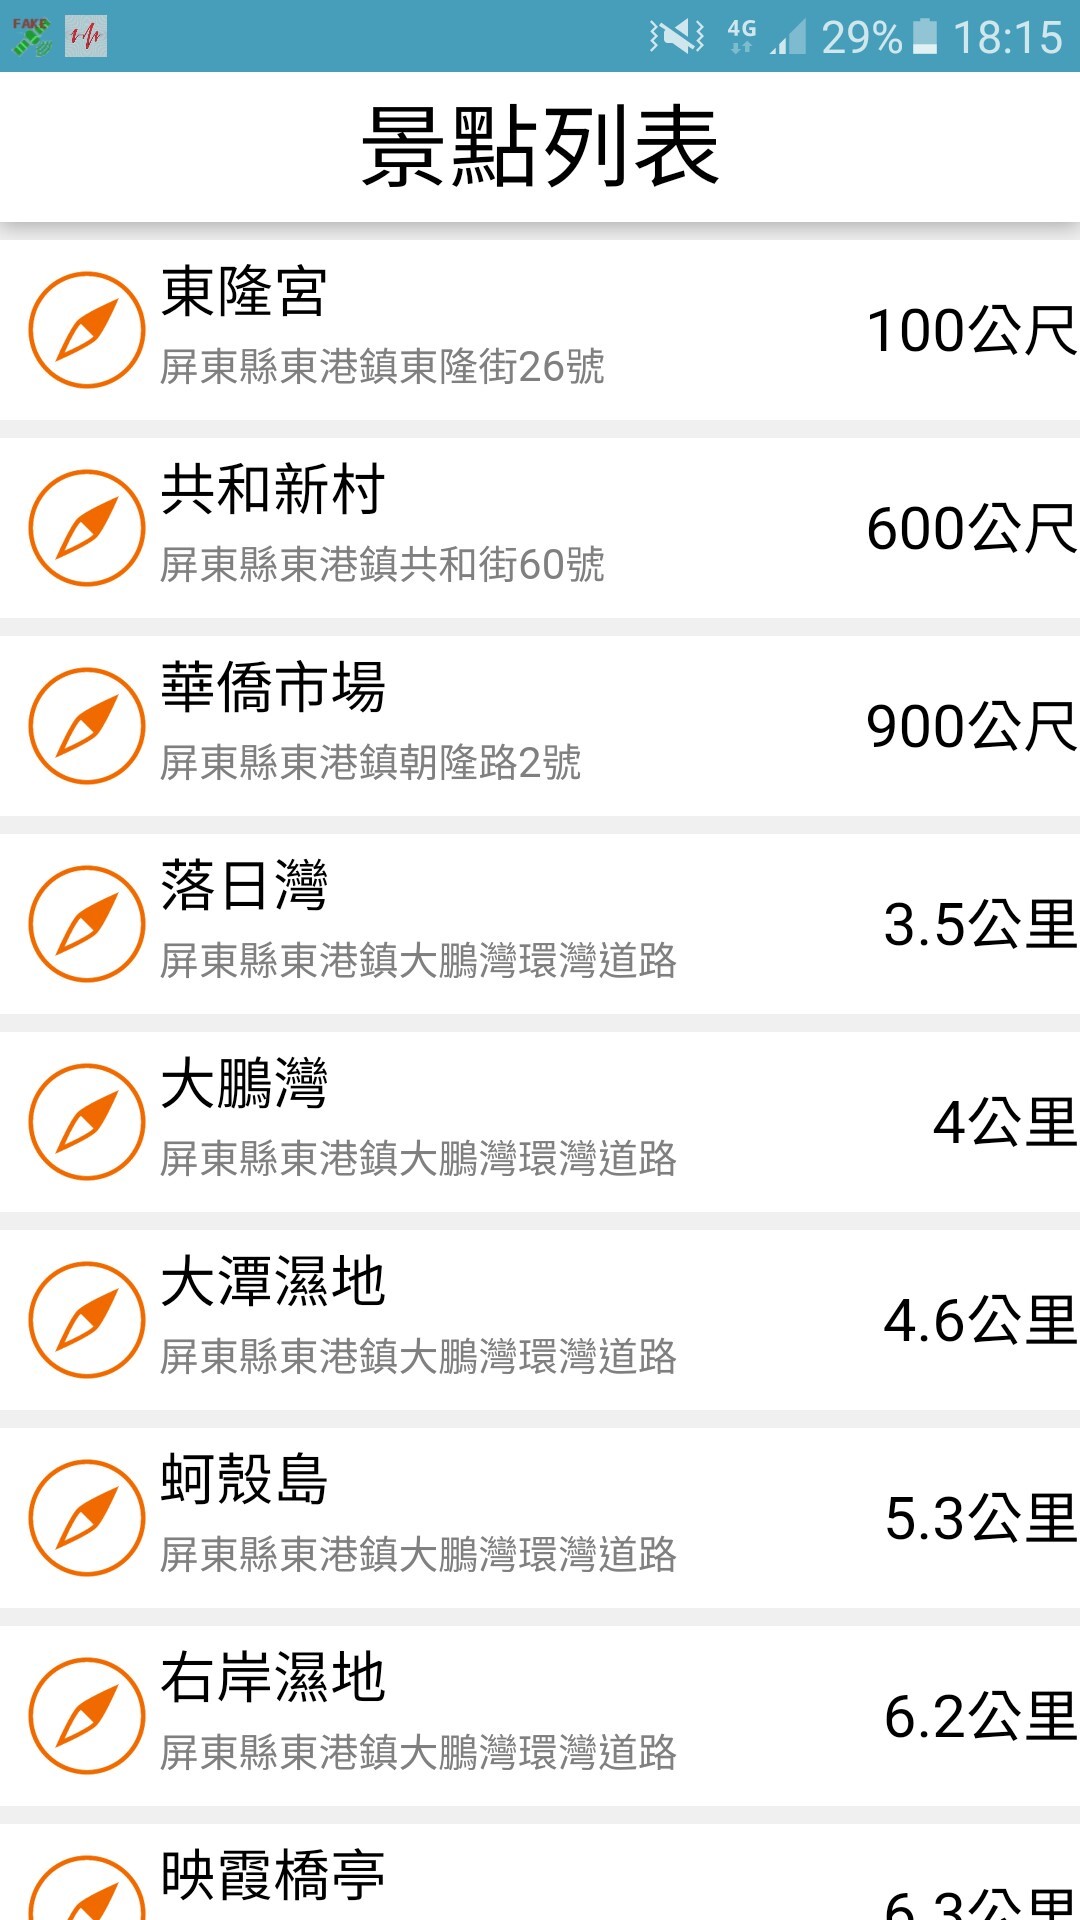 FAKE
4G 29% 18:15
景點列表
東隆宮
屏東縣東港鎮東隆街26號
100公尺
共和新村
屏東縣東港鎮共和街60號
600公尺
華僑市場
屏東縣東港鎮朝隆路2號
900公尺
落日灣
屏東縣東港鎮大鵬灣環灣道路
3.5公里
大鵬灣
屏東縣東港鎮大鵬灣環灣道路
4公里
大潭濕地
屏東縣東港鎮大鵬灣環灣道路
4.6公里
蚵殼島
屏東縣東港鎮大鵬灣環灣道路
5.3公里
右岸濕地
屏東縣東港鎮大鵬灣環灣道路
6.2公里
映霞橋亭
6.3公里